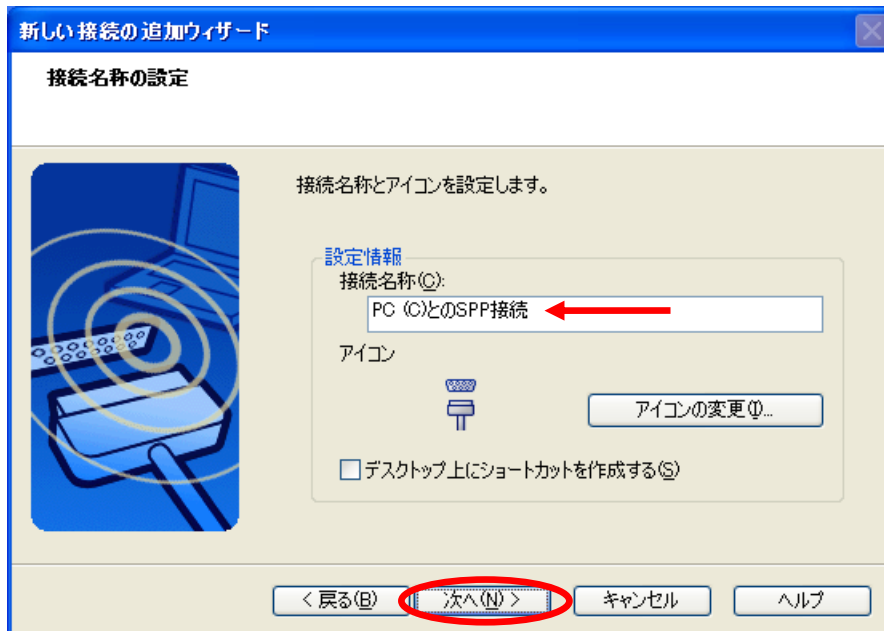 新しい接続の追加ウィザード
接続名称の設定
接続名称とアイコンを設定します。
設定情報
接続名称(C):
PC (C)とのSPP接続
アイコン
アイコンの変更(I)...
デスクトップ上にショートカットを作成する(S)
< 戻る(B) 次へ(N) > キャンセル ヘルプ